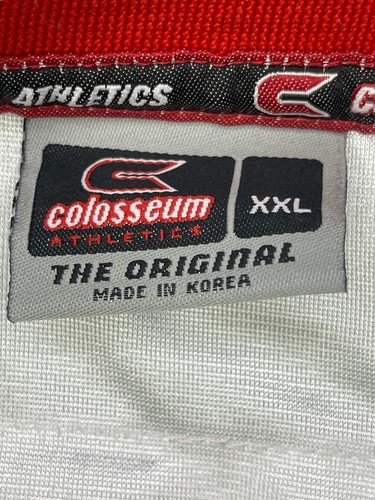 ATHLETICS
colosseum
ATHLETICS
XXL
THE ORIGINAL
MADE IN KOREA